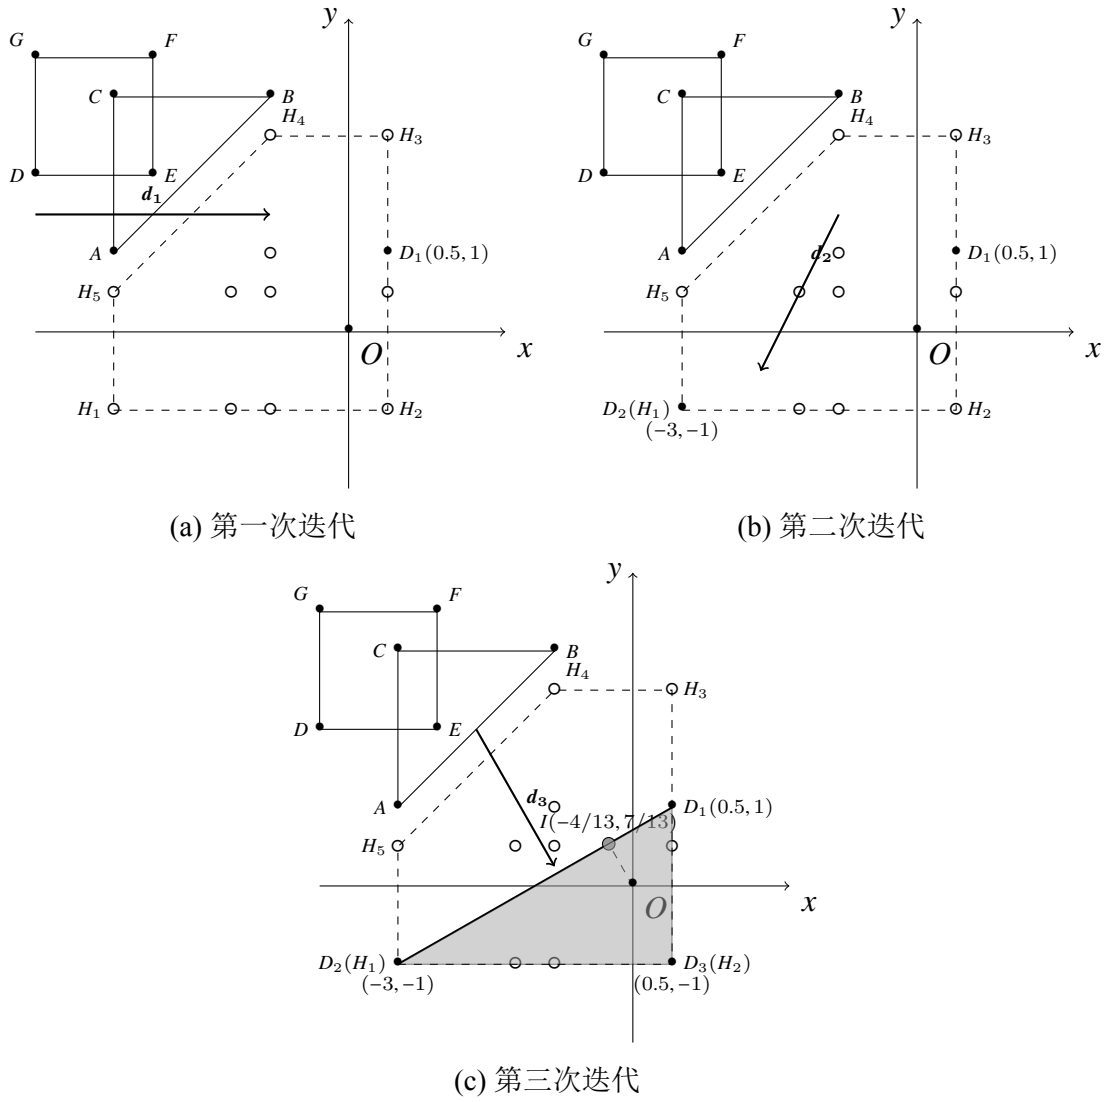 y
G
F
C
B
H₄
H₃
D
E
d₁
A
D₁(0.5, 1)
H₅
O
x
H₁
H₂
(a) 第一次迭代
y
G
F
C
B
H₄
H₃
D
E
A
d₂
D₁(0.5, 1)
H₅
O
x
D₂(H₁)
H₂
(−3, −1)
(b) 第二次迭代
y
G
F
C
B
H₄
H₃
D
E
d₃
A
D₁(0.5, 1)
I(−4/13, 7/13)
H₅
O
x
D₂(H₁)
D₃(H₂)
(−3, −1)
(0.5, −1)
(c) 第三次迭代